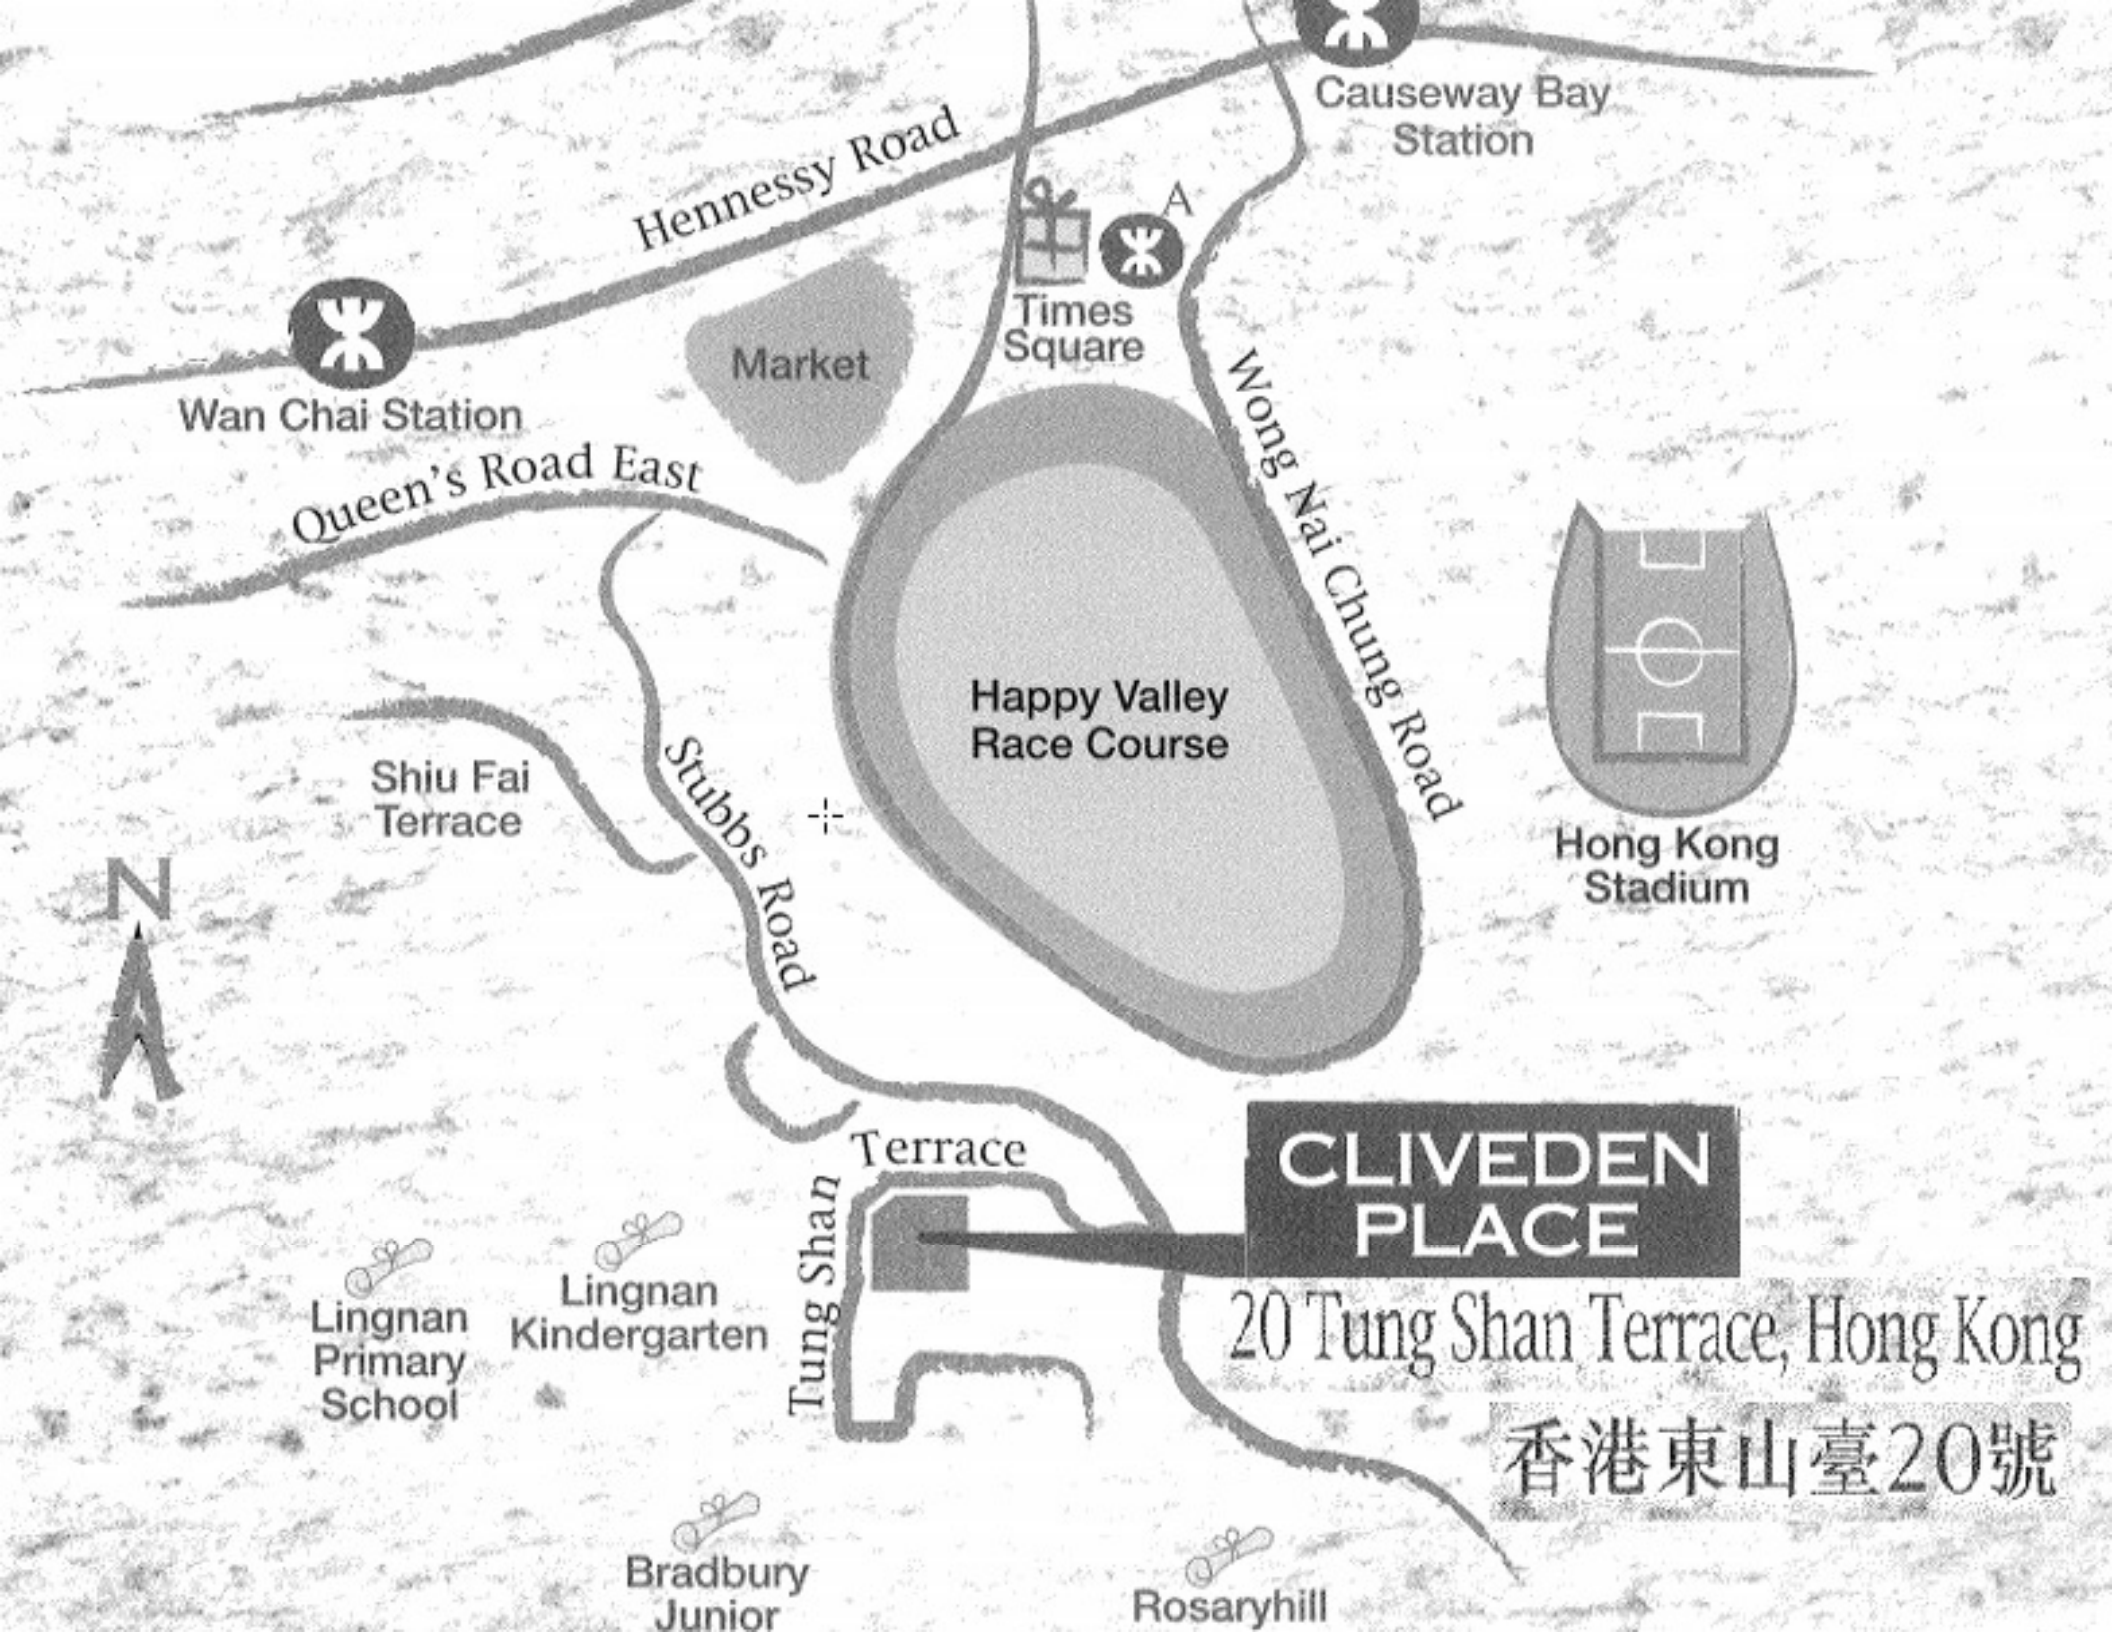 Causeway Bay
Station
Hennessy Road
A
Times
Square
Market
Wan Chai Station
Queen's Road East
Wong Nai Chung Road
Happy Valley
Race Course
Stubbs Road
Shiu Fai
Terrace
Hong Kong
Stadium
N
CLIVEDEN
PLACE
Tung Shan
Terrace
20 Tung Shan Terrace, Hong Kong
香港東山臺20號
Lingnan
Kindergarten
Lingnan
Primary
School
Bradbury
Junior
Rosaryhill